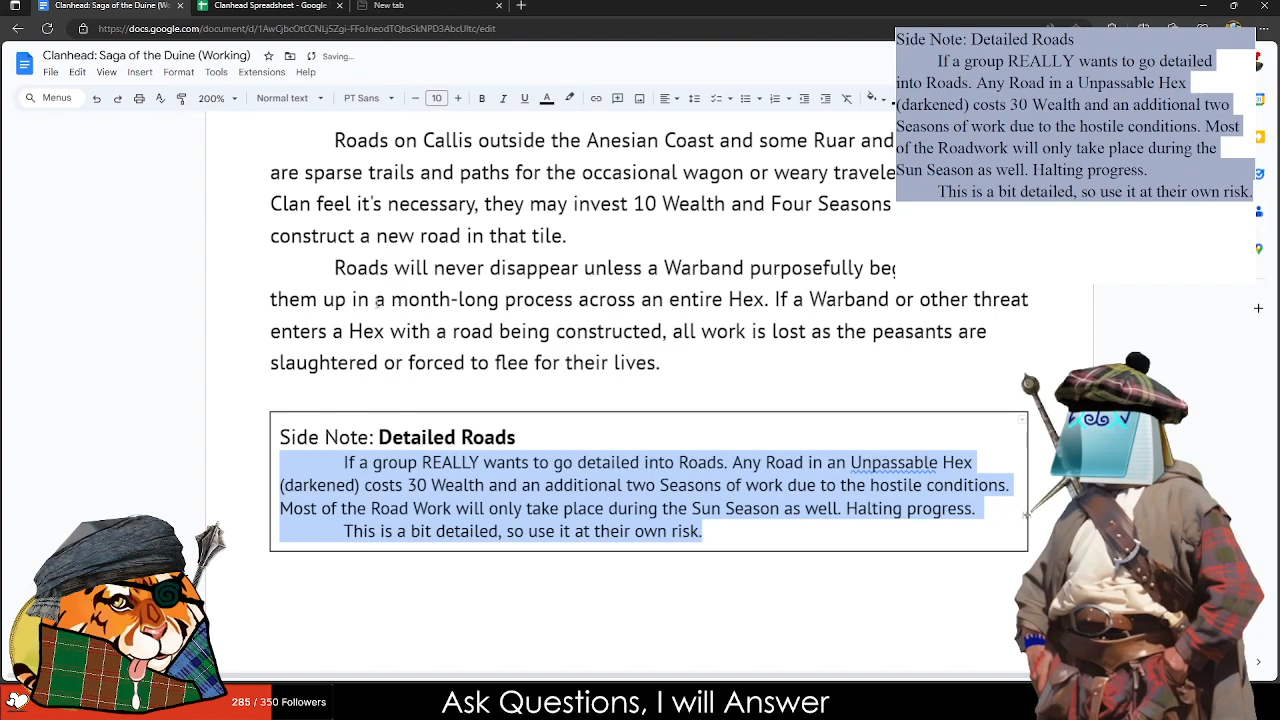 Clanhead: Saga of the Duine (W
Clanhead Spreadsheet - Google S
New tab
https://docs.google.com/document/d/1AwCjbcOtCCNLj5Zgi-FFoJneodTQbsSkNPD3AbcUltc/edit
Clanhead: Saga of the Duine (Working)
Saving...
File Edit View Insert Format Tools Extensions Help
Menus 200% Normal text PT Sans 10 B I U A
Side Note: Detailed Roads
If a group REALLY wants to go detailed
into Roads. Any Road in a Unpassable Hex
(darkened) costs 30 Wealth and an additional two
Seasons of work due to the hostile conditions. Most
of the Roadwork will only take place during the
Sun Season as well. Halting progress.
This is a bit detailed, so use it at their own risk.
Roads on Callis outside the Anesian Coast and some Ruar and
are sparse trails and paths for the occasional wagon or weary travele
Clan feel it's necessary, they may invest 10 Wealth and Four Seasons
construct a new road in that tile.
Roads will never disappear unless a Warband purposefully beg
them up in a month-long process across an entire Hex. If a Warband or other threat
enters a Hex with a road being constructed, all work is lost as the peasants are
slaughtered or forced to flee for their lives.
Side Note: Detailed Roads
If a group REALLY wants to go detailed into Roads. Any Road in an Unpassable Hex
(darkened) costs 30 Wealth and an additional two Seasons of work due to the hostile conditions.
Most of the Road Work will only take place during the Sun Season as well. Halting progress.
This is a bit detailed, so use it at their own risk.
285 / 350 Followers
Ask Questions, I will Answer